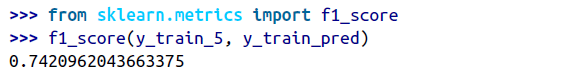 >>> from sklearn.metrics import f1_score
>>> f1_score(y_train_5, y_train_pred)
0.7420962043663375